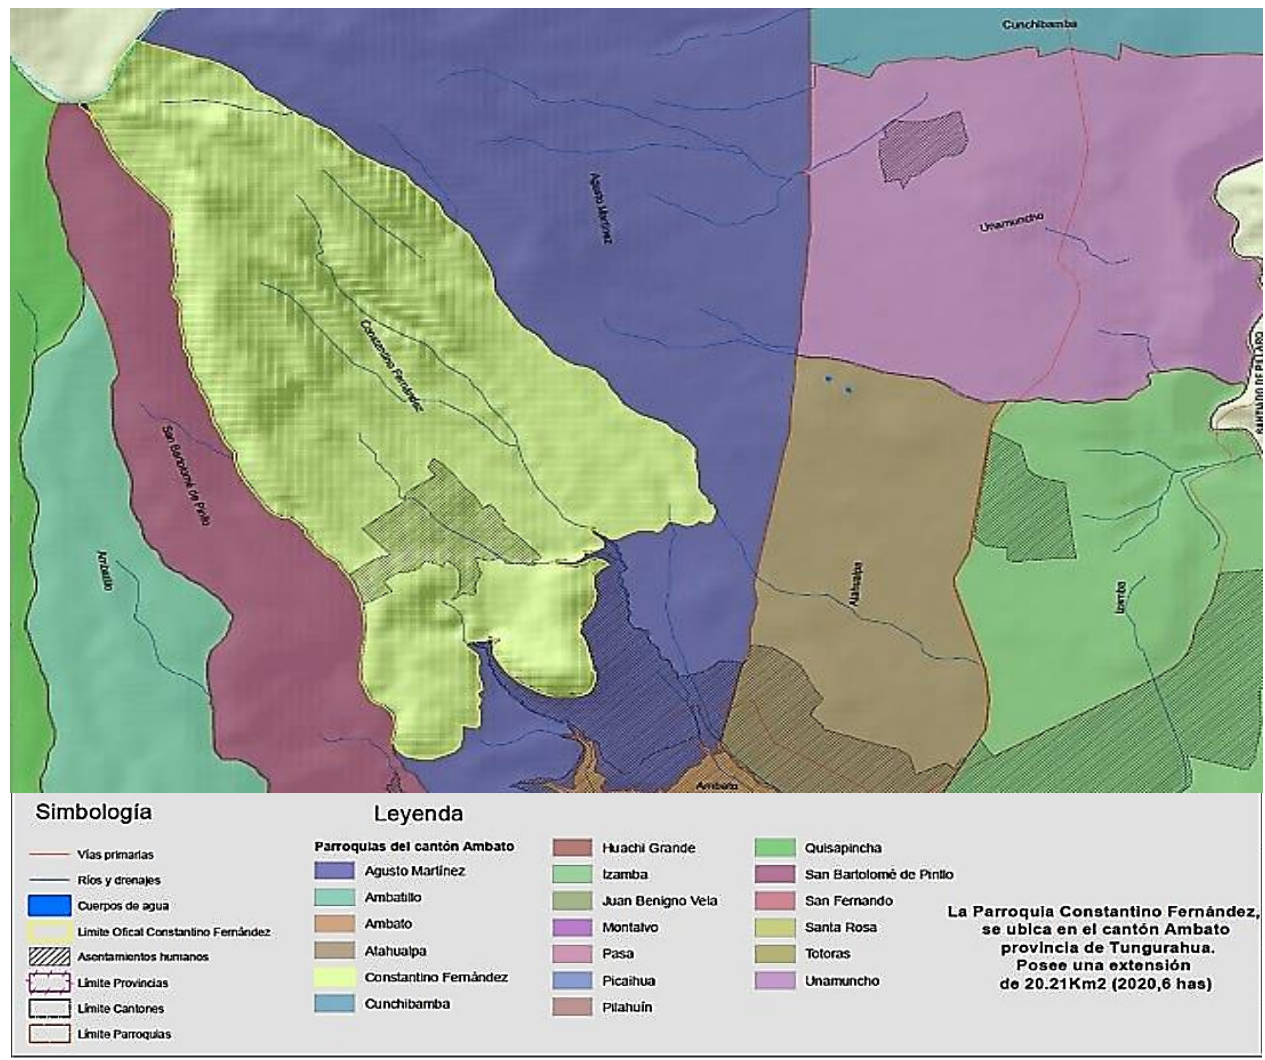 Cunchibamba
Agusto Martínez
Unamuncho
SANTIAGO DE PILLARO
Constantino Fernández
San Bartolomé de Pinllo
Ambatillo
Atahualpa
Izamba
Ambato
Simbología
Vías primarias
Ríos y drenajes
Cuerpos de agua
Límite Ofical Constantino Fernández
Asentamientos humanos
Límite Provincias
Límite Cantones
Límite Parroquias
Leyenda
Parroquias del cantón Ambato
Agusto Martínez
Ambatillo
Ambato
Atahualpa
Constantino Fernández
Cunchibamba
Huachi Grande
Izamba
Juan Benigno Vela
Montalvo
Pasa
Picaihua
Pilahuín
Quisapincha
San Bartolomé de Pinllo
San Fernando
Santa Rosa
Totoras
Unamuncho
La Parroquia Constantino Fernández,
se ubica en el cantón Ambato
provincia de Tungurahua.
Posee una extensión
de 20.21Km2 (2020,6 has)